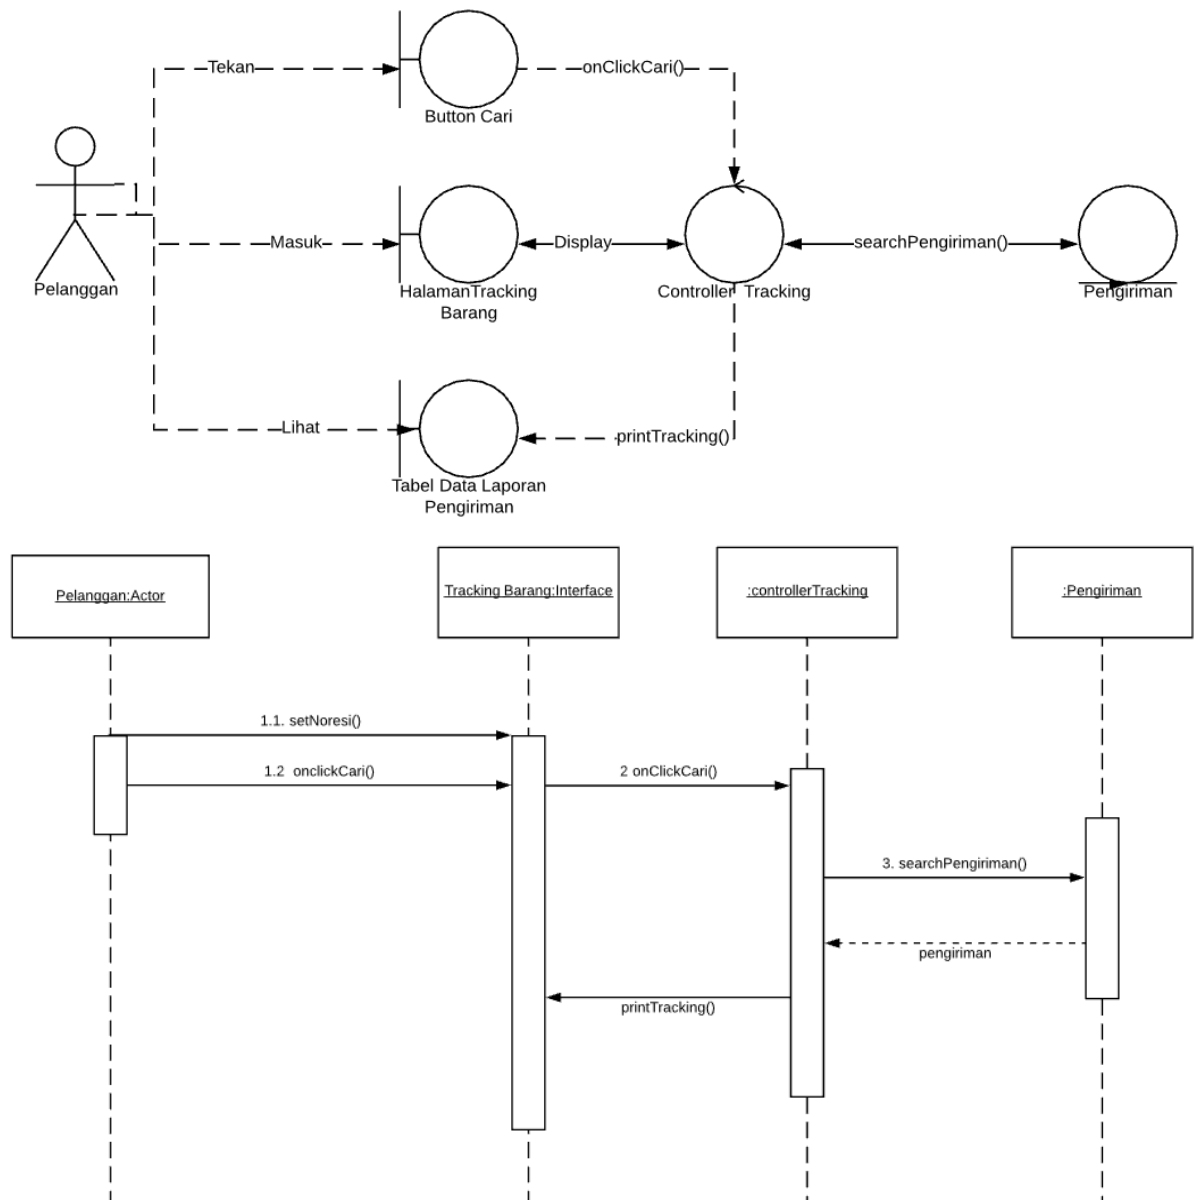 Tekan
onClickCari()
Button Cari
Pelanggan
Masuk
Display
searchPengiriman()
HalamanTracking
Barang
Controller Tracking
Pengiriman
Lihat
printTracking()
Tabel Data Laporan
Pengiriman
Pelanggan:Actor
Tracking Barang:Interface
:controllerTracking
:Pengiriman
1.1. setNoresi()
1.2 onclickCari()
2 onClickCari()
3. searchPengiriman()
pengiriman
printTracking()